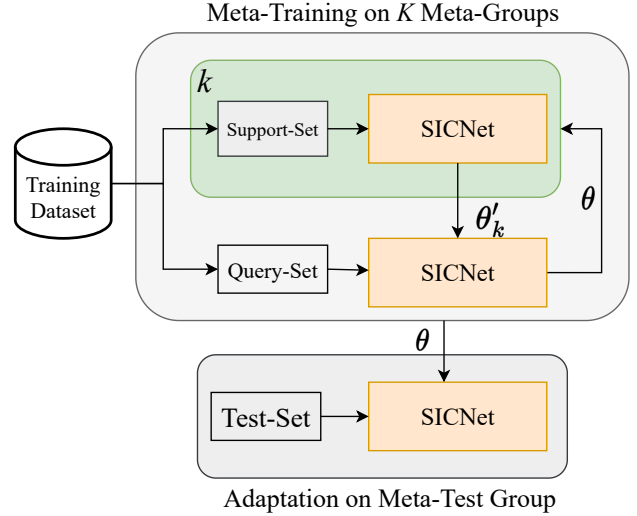 Meta-Training on K Meta-Groups
k
Support-Set
SICNet
Training
Dataset
θ′k
θ
Query-Set
SICNet
θ
Test-Set
SICNet
Adaptation on Meta-Test Group